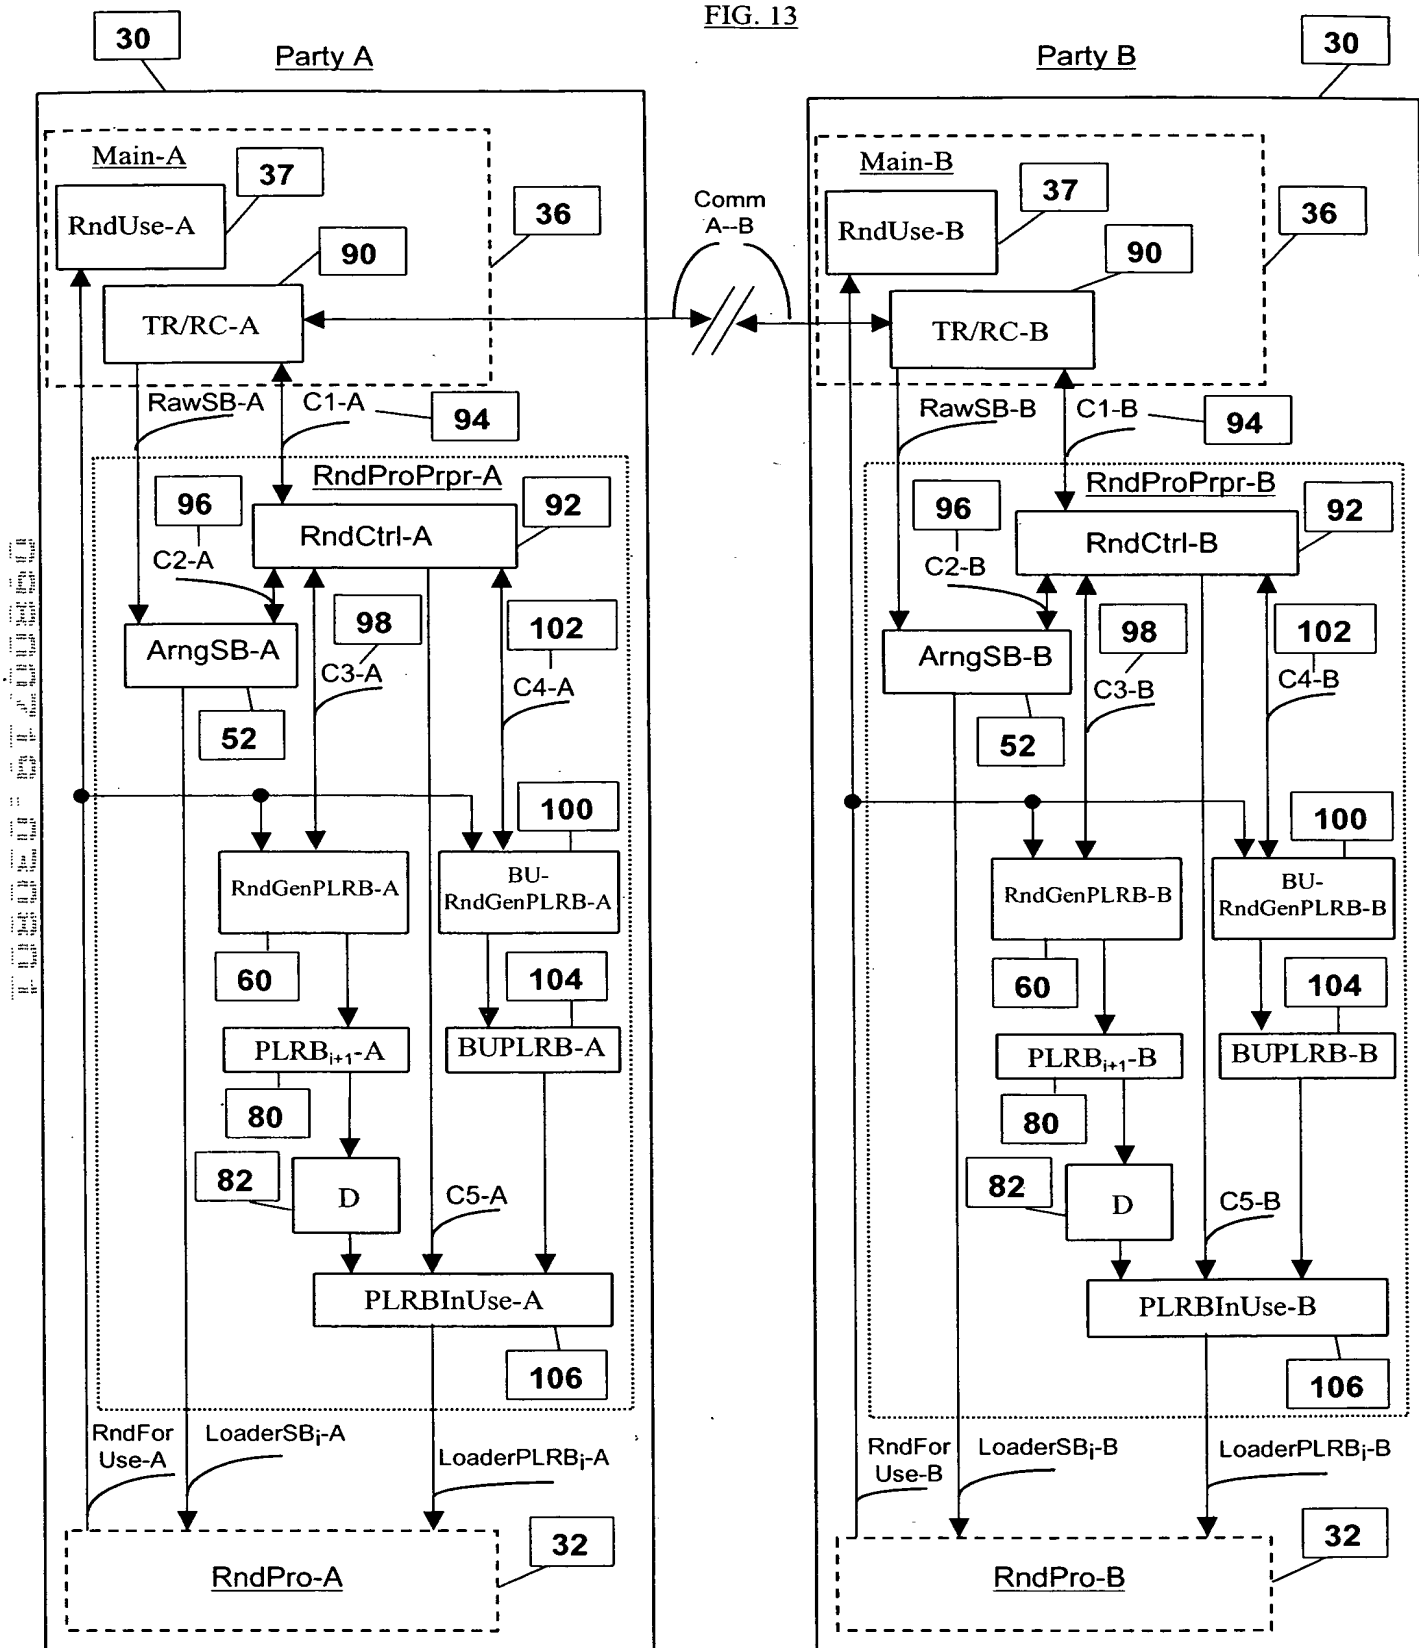 FIG. 13
30
Party A
Party B
30
Main-A
37
RndUse-A
36
90
TR/RC-A
Comm
A--B
Main-B
37
RndUse-B
36
90
TR/RC-B
RawSB-A
C1-A
94
RawSB-B
C1-B
94
RndProPrpr-A
96
92
RndCtrl-A
C2-A
98
102
ArngSB-A
C3-A
C4-A
52
RndProPrpr-B
96
92
RndCtrl-B
C2-B
98
102
ArngSB-B
C3-B
C4-B
52
100
RndGenPLRB-A
BU-
RndGenPLRB-A
60
104
PLRBi+1-A
BUPLRB-A
80
82
D
C5-A
PLRBInUse-A
106
100
RndGenPLRB-B
BU-
RndGenPLRB-B
60
104
PLRBi+1-B
BUPLRB-B
80
82
D
C5-B
PLRBInUse-B
106
RndFor
Use-A
LoaderSBi-A
LoaderPLRBi-A
32
RndPro-A
RndFor
Use-B
LoaderSBi-B
LoaderPLRBi-B
32
RndPro-B